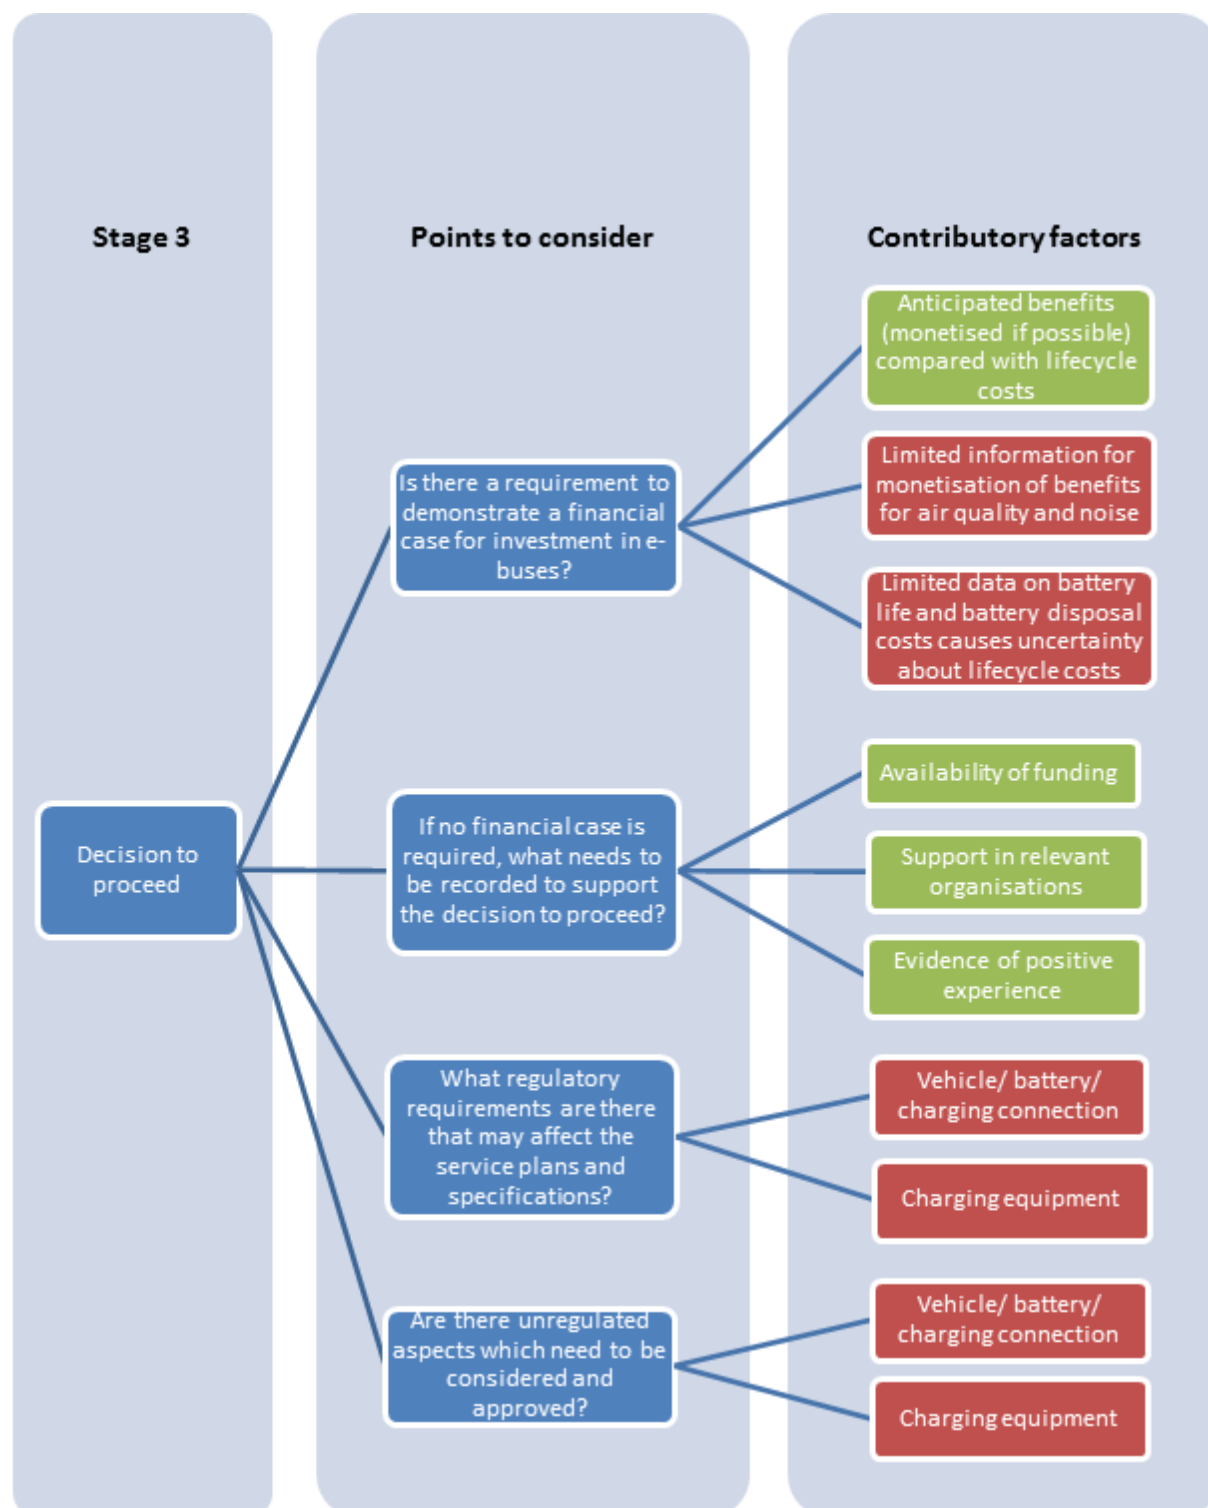 Stage 3
Points to consider
Contributory factors
Decision to
proceed
Is there a requirement to
demonstrate a financial
case for investment in e-
buses?
Anticipated benefits
(monetised if possible)
compared with lifecycle
costs
Limited information for
monetisation of benefits
for air quality and noise
Limited data on battery
life and battery disposal
costs causes uncertainty
about lifecycle costs
If no financial case is
required, what needs to
be recorded to support
the decision to proceed?
Availability of funding
Support in relevant
organisations
Evidence of positive
experience
What regulatory
requirements are there
that may affect the
service plans and
specifications?
Vehicle/ battery/
charging connection
Charging equipment
Are there unregulated
aspects which need to be
considered and
approved?
Vehicle/ battery/
charging connection
Charging equipment